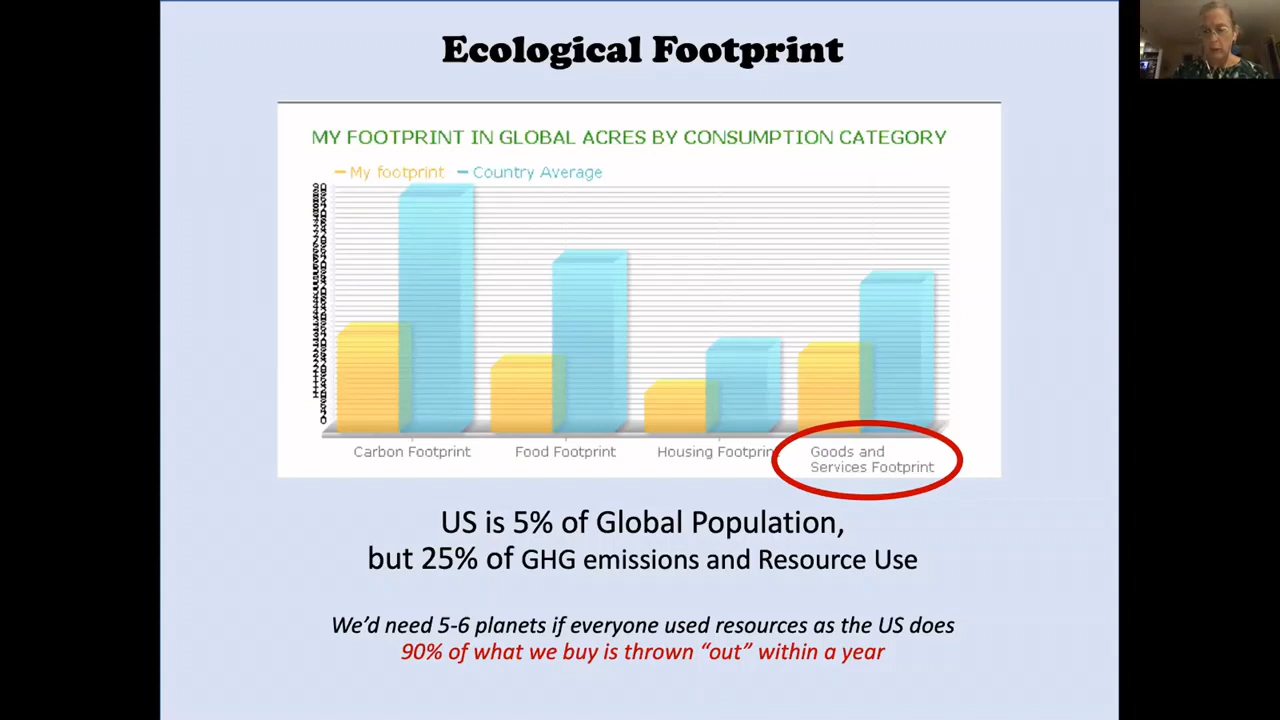 Ecological Footprint
MY FOOTPRINT IN GLOBAL ACRES BY CONSUMPTION CATEGORY
My footprint Country Average
90
0
Carbon Footprint
Food Footprint
Housing Footprin
Goods and
Services Footprint
US is 5% of Global Population,
but 25% of GHG emissions and Resource Use
We’d need 5-6 planets if everyone used resources as the US does
90% of what we buy is thrown “out” within a year